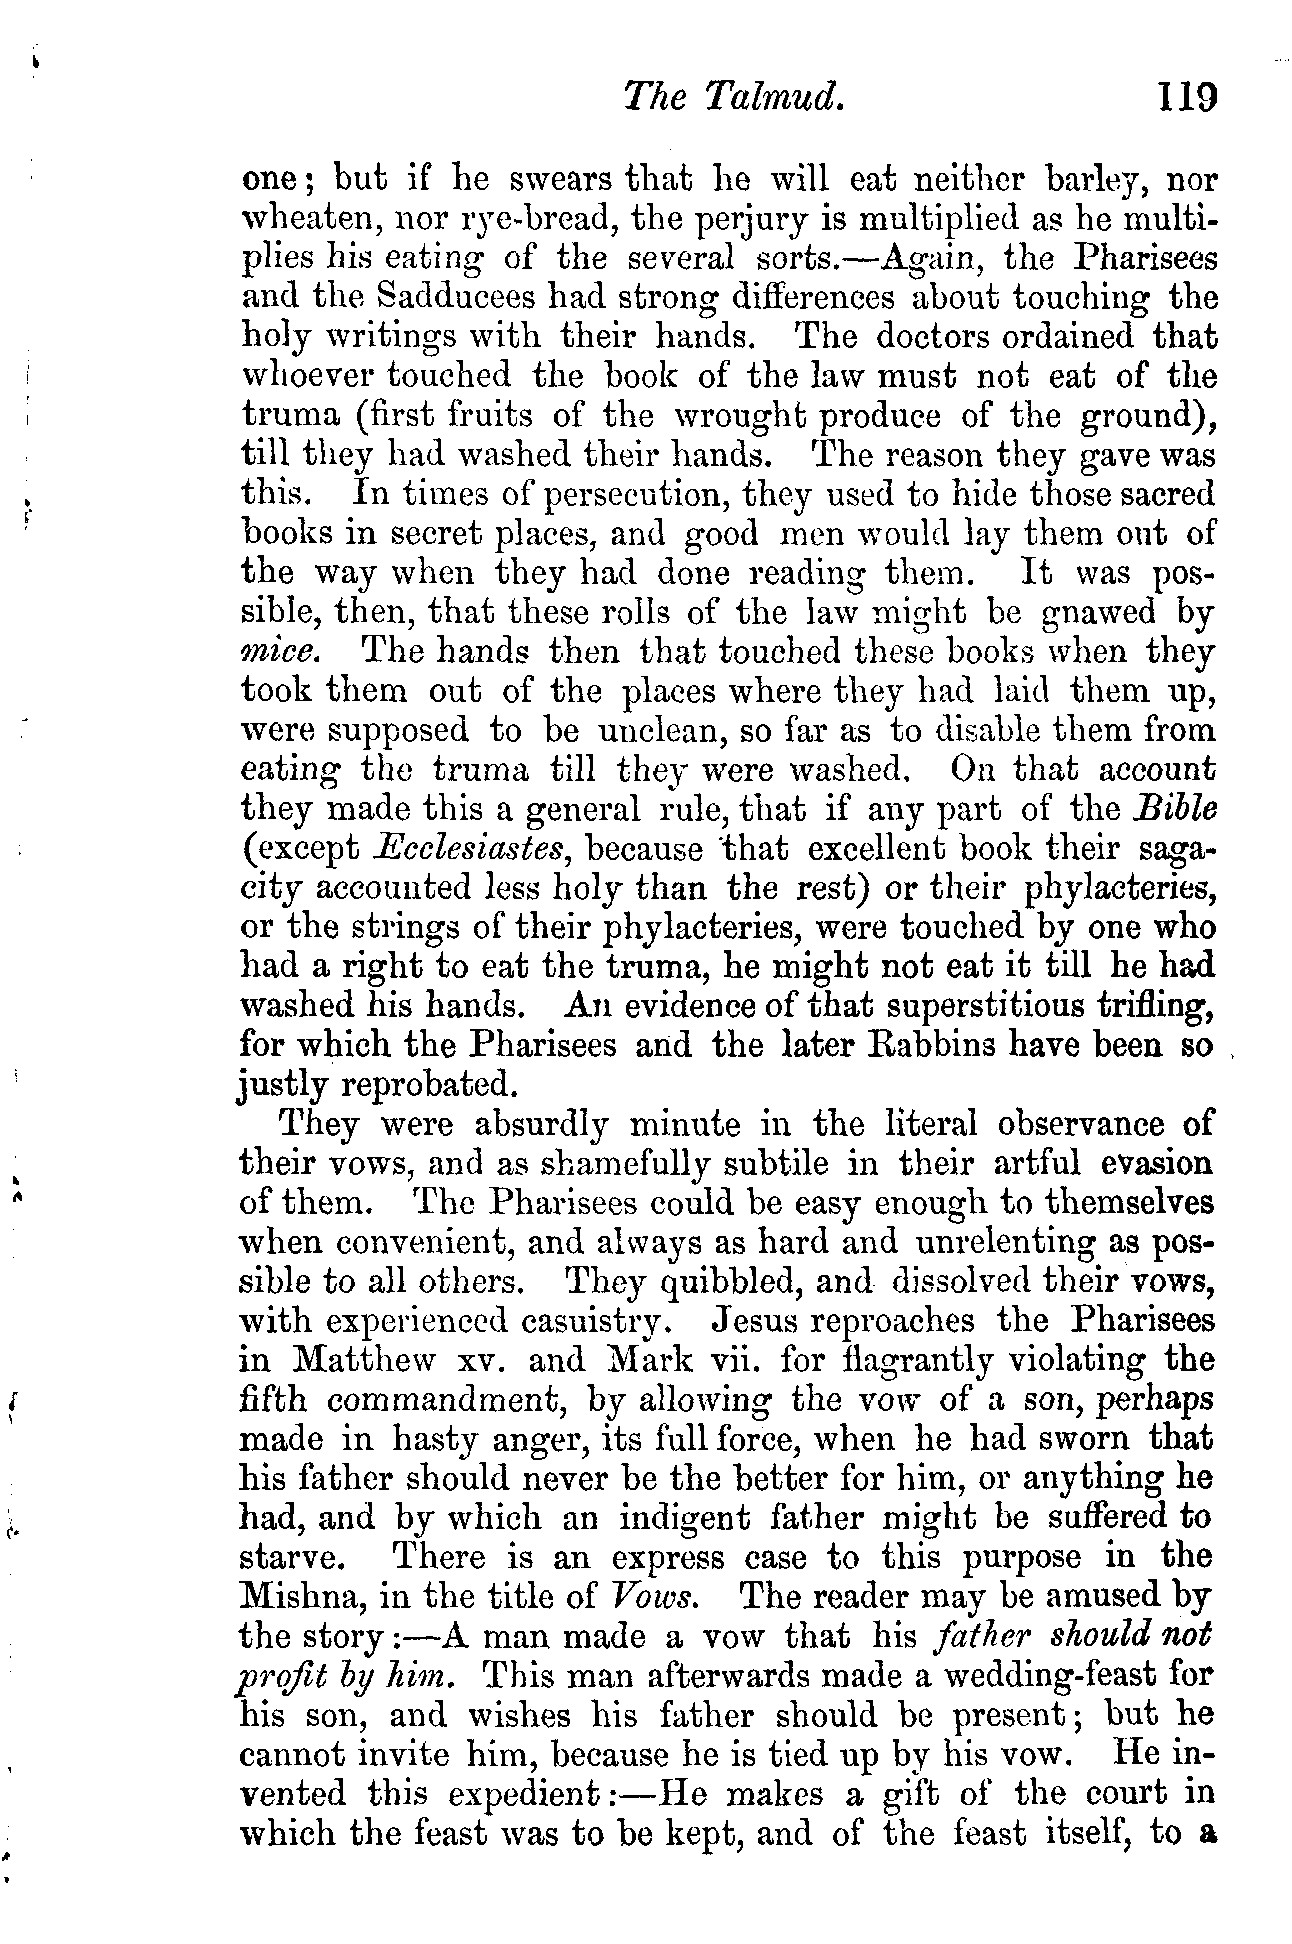 The Talmud. 119
one; but if he swears that he will eat neither barley, nor
wheaten, nor rye-bread, the perjury is multiplied as he multi-
plies his eating of the several sorts.—Again, the Pharisees
and the Sadducees had strong differences about touching the
holy writings with their hands. The doctors ordained that
whoever touched the book of the law must not eat of the
truma (first fruits of the wrought produce of the ground),
till they had washed their hands. The reason they gave was
this. In times of persecution, they used to hide those sacred
books in secret places, and good men would lay them out of
the way when they had done reading them. It was pos-
sible, then, that these rolls of the law might be gnawed by
mice. The hands then that touched these books when they
took them out of the places where they had laid them up,
were supposed to be unclean, so far as to disable them from
eating the truma till they were washed. On that account
they made this a general rule, that if any part of the Bible
(except Ecclesiastes, because that excellent book their saga-
city accounted less holy than the rest) or their phylacteries,
or the strings of their phylacteries, were touched by one who
had a right to eat the truma, he might not eat it till he had
washed his hands. An evidence of that superstitious trifling,
for which the Pharisees and the later Rabbins have been so
justly reprobated.
They were absurdly minute in the literal observance of
their vows, and as shamefully subtile in their artful evasion
of them. The Pharisees could be easy enough to themselves
when convenient, and always as hard and unrelenting as pos-
sible to all others. They quibbled, and dissolved their vows,
with experienced casuistry. Jesus reproaches the Pharisees
in Matthew xv. and Mark vii. for flagrantly violating the
fifth commandment, by allowing the vow of a son, perhaps
made in hasty anger, its full force, when he had sworn that
his father should never be the better for him, or anything he
had, and by which an indigent father might be suffered to
starve. There is an express case to this purpose in the
Mishna, in the title of Vows. The reader may be amused by
the story:—A man made a vow that his father should not
profit by him. This man afterwards made a wedding-feast for
his son, and wishes his father should be present; but he
cannot invite him, because he is tied up by his vow. He in-
vented this expedient:—He makes a gift of the court in
which the feast was to be kept, and of the feast itself, to a